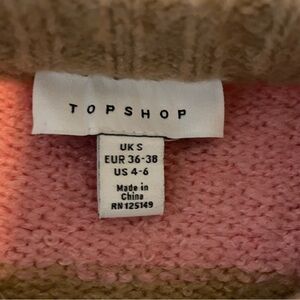 TOPSHOP
UK S
EUR 36-38
US 4-6
Made in
China
RN 125149